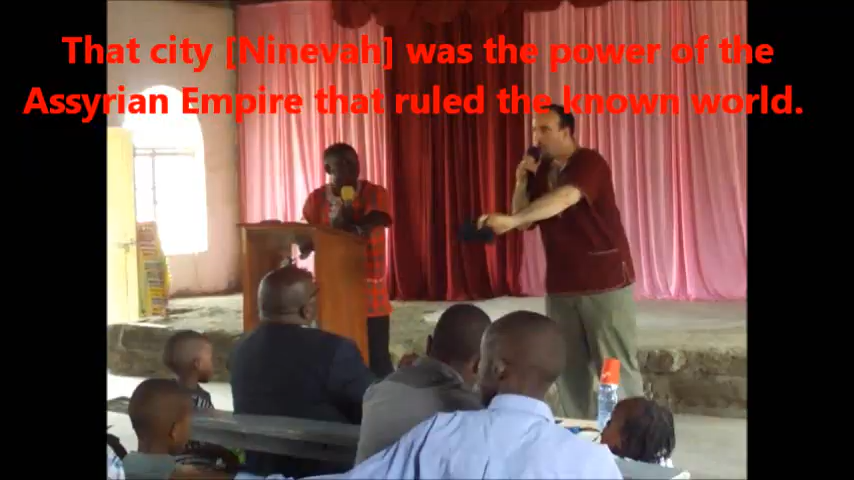 That city [Ninevah] was the power of the
Assyrian Empire that ruled the known world.